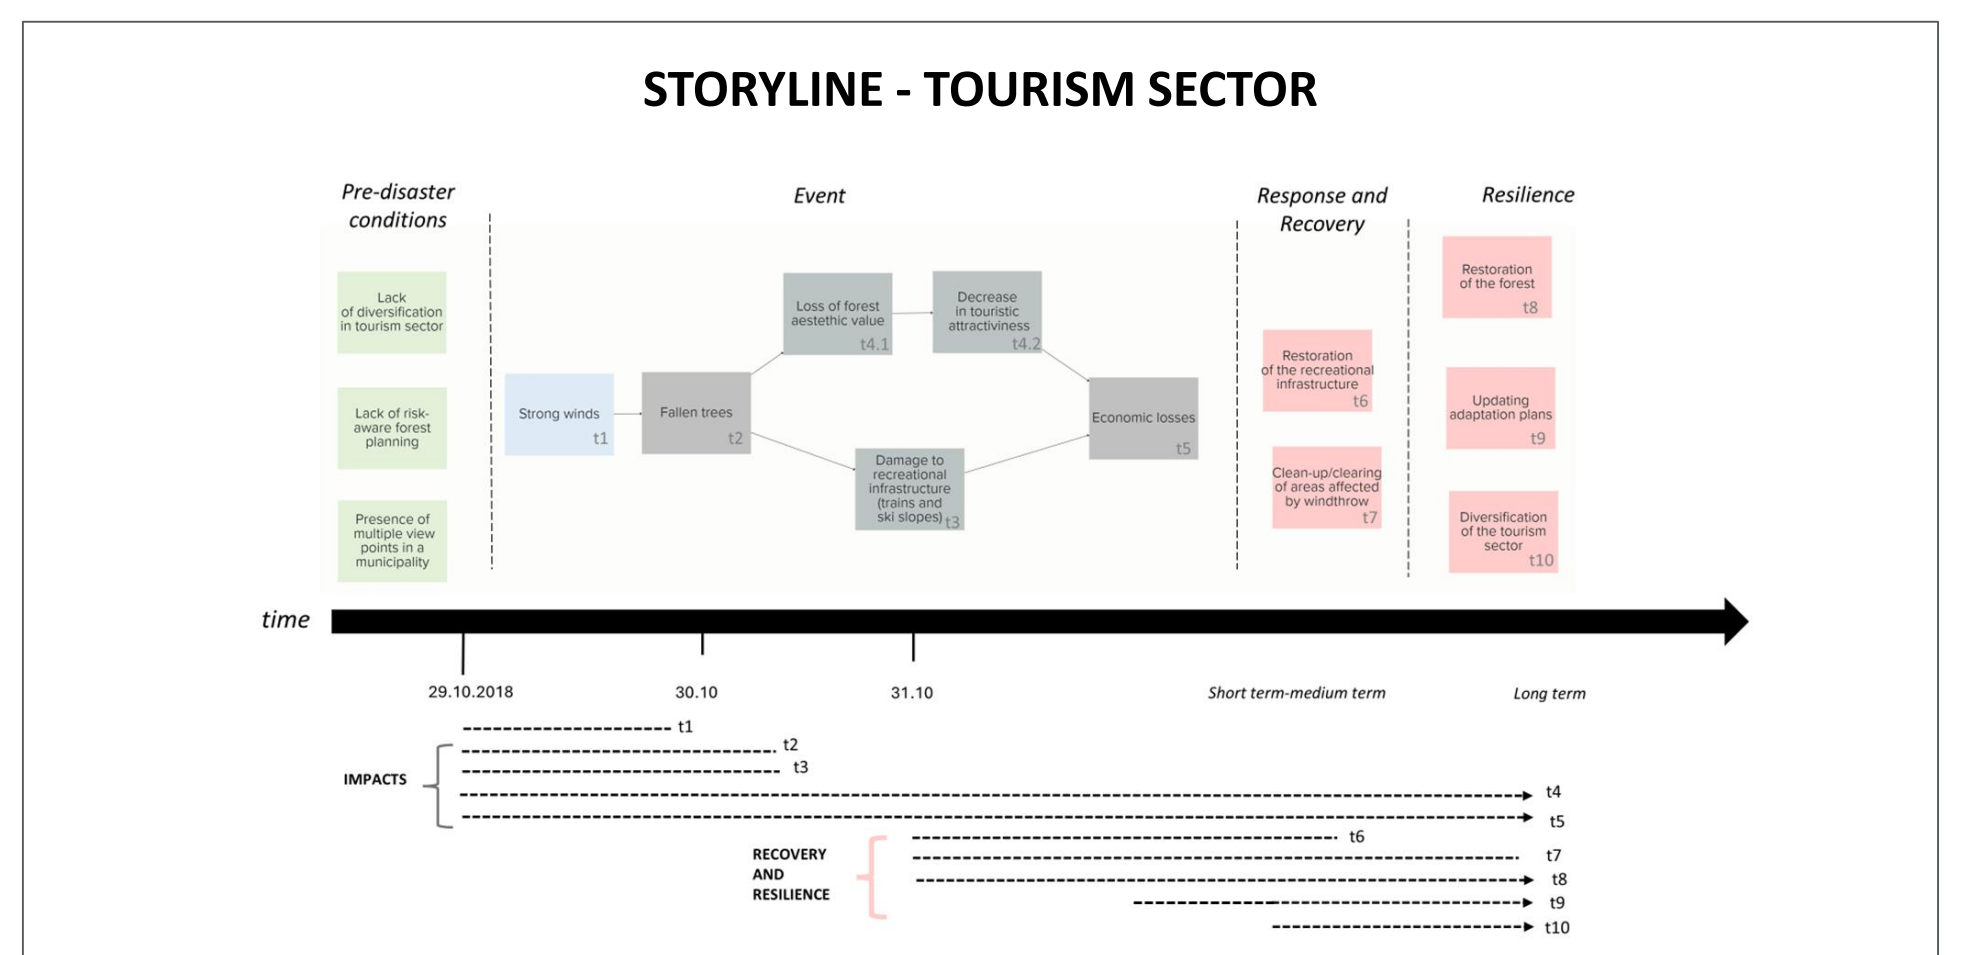 STORYLINE - TOURISM SECTOR
Pre-disaster
conditions
Event
Response and
Recovery
Resilience
Lack
of diversification
in tourism sector
Lack of risk-
aware forest
planning
Presence of
multiple view
points in a
municipality
Strong winds
t1
Fallen trees
t2
Loss of forest
aestethic value
t4.1
Decrease
in touristic
attractiviness
t4.2
Damage to
recreational
infrastructure
(trains and
ski slopes)
t3
Economic losses
t5
Restoration
of the recreational
infrastructure
t6
Clean-up/clearing
of areas affected
by windthrow
t7
Restoration
of the forest
t8
Updating
adaptation plans
t9
Diversification
of the tourism
sector
t10
time
29.10.2018
30.10
31.10
Short term-medium term
Long term
t1
t2
t3
IMPACTS
t4
t5
t6
RECOVERY
AND
RESILIENCE
t7
t8
t9
t10